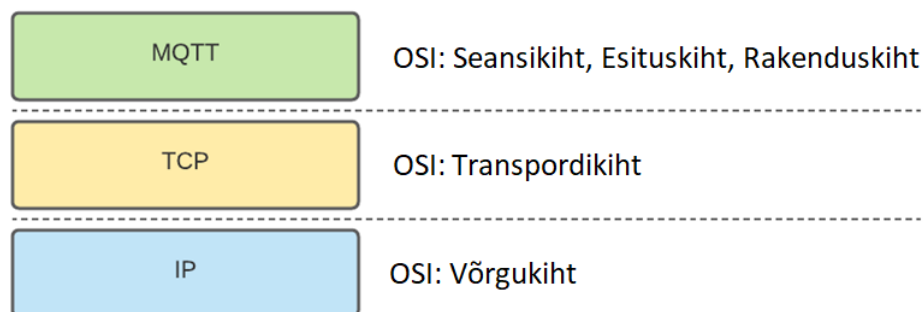 MQTT
OSI: Seansikiht, Esituskiht, Rakenduskiht
TCP
OSI: Transpordikiht
IP
OSI: Võrgukiht